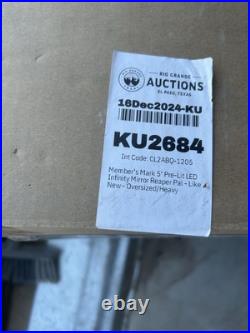 RIO GRANDE
AUCTIONS
EL PASO, TEXAS
16Dec2024-KU
KU2684
Int Code: CL2ABQ-1205
Member's Mark 5' Pre-Lit LED
Infinity Mirror Reaper Pal - Like
New - Oversized/Heavy